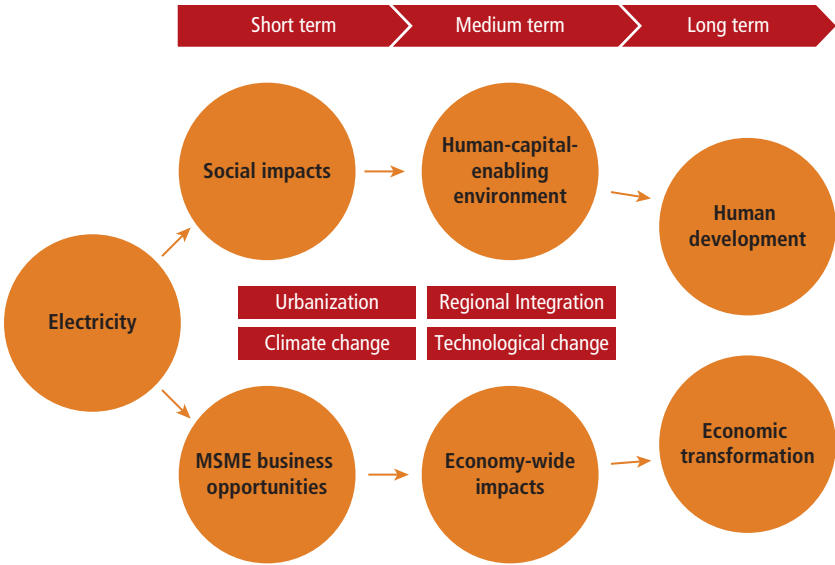 Short term
Medium term
Long term
Social impacts
Human-capital-
enabling
environment
Human
development
Electricity
Urbanization
Regional Integration
Climate change
Technological change
MSME business
opportunities
Economy-wide
impacts
Economic
transformation